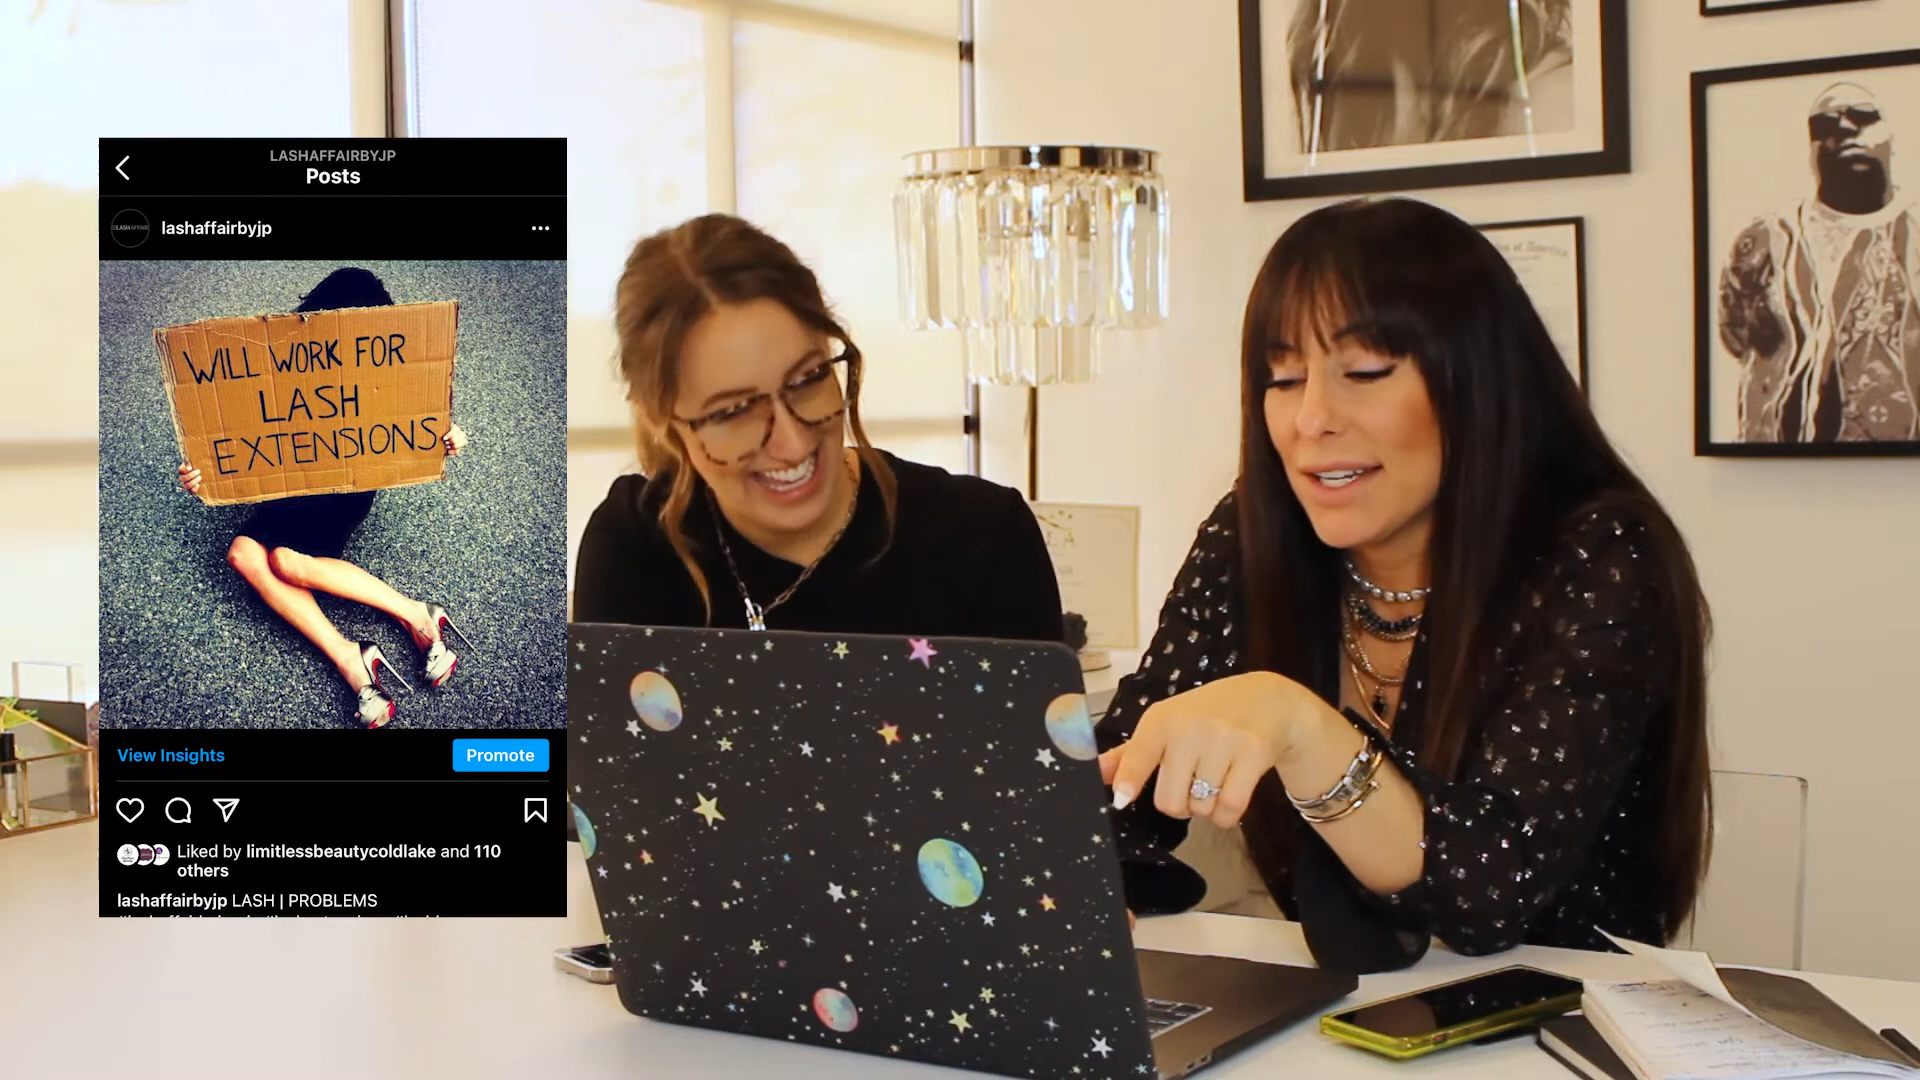 LASHAFFAIRBYJP
Posts
lashaffairbyjp
WILL WORK FOR
LASH
EXTENSIONS
View Insights
Promote
Liked by limitlessbeautycoldlake and 110
others
lashaffairbyjp LASH | PROBLEMS